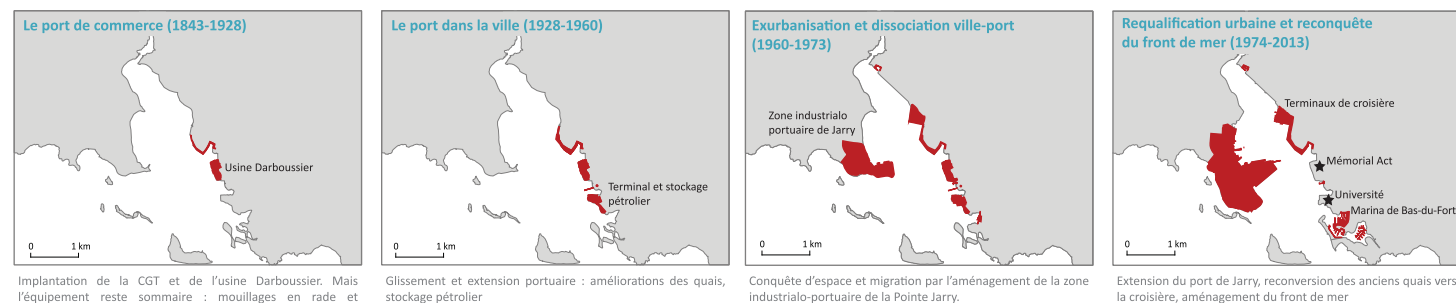 Le port de commerce (1843-1928)
Usine Darboussier
0 1 km
Implantation de la CGT et de l'usine Darboussier. Mais
l'équipement reste sommaire : mouillages en rade et
Le port dans la ville (1928-1960)
Terminal et stockage
pétrolier
0 1 km
Glissement et extension portuaire : améliorations des quais,
stockage pétrolier
Exurbanisation et dissociation ville-port
(1960-1973)
Zone industrialo
portuaire de Jarry
0 1 km
Conquête d'espace et migration par l'aménagement de la zone
industrialo-portuaire de la Pointe Jarry.
Requalification urbaine et reconquête
du front de mer (1974-2013)
Terminaux de croisière
Mémorial Act
Université
Marina de Bas-du-Fort
0 1 km
Extension du port de Jarry, reconversion des anciens quais vers
la croisière, aménagement du front de mer